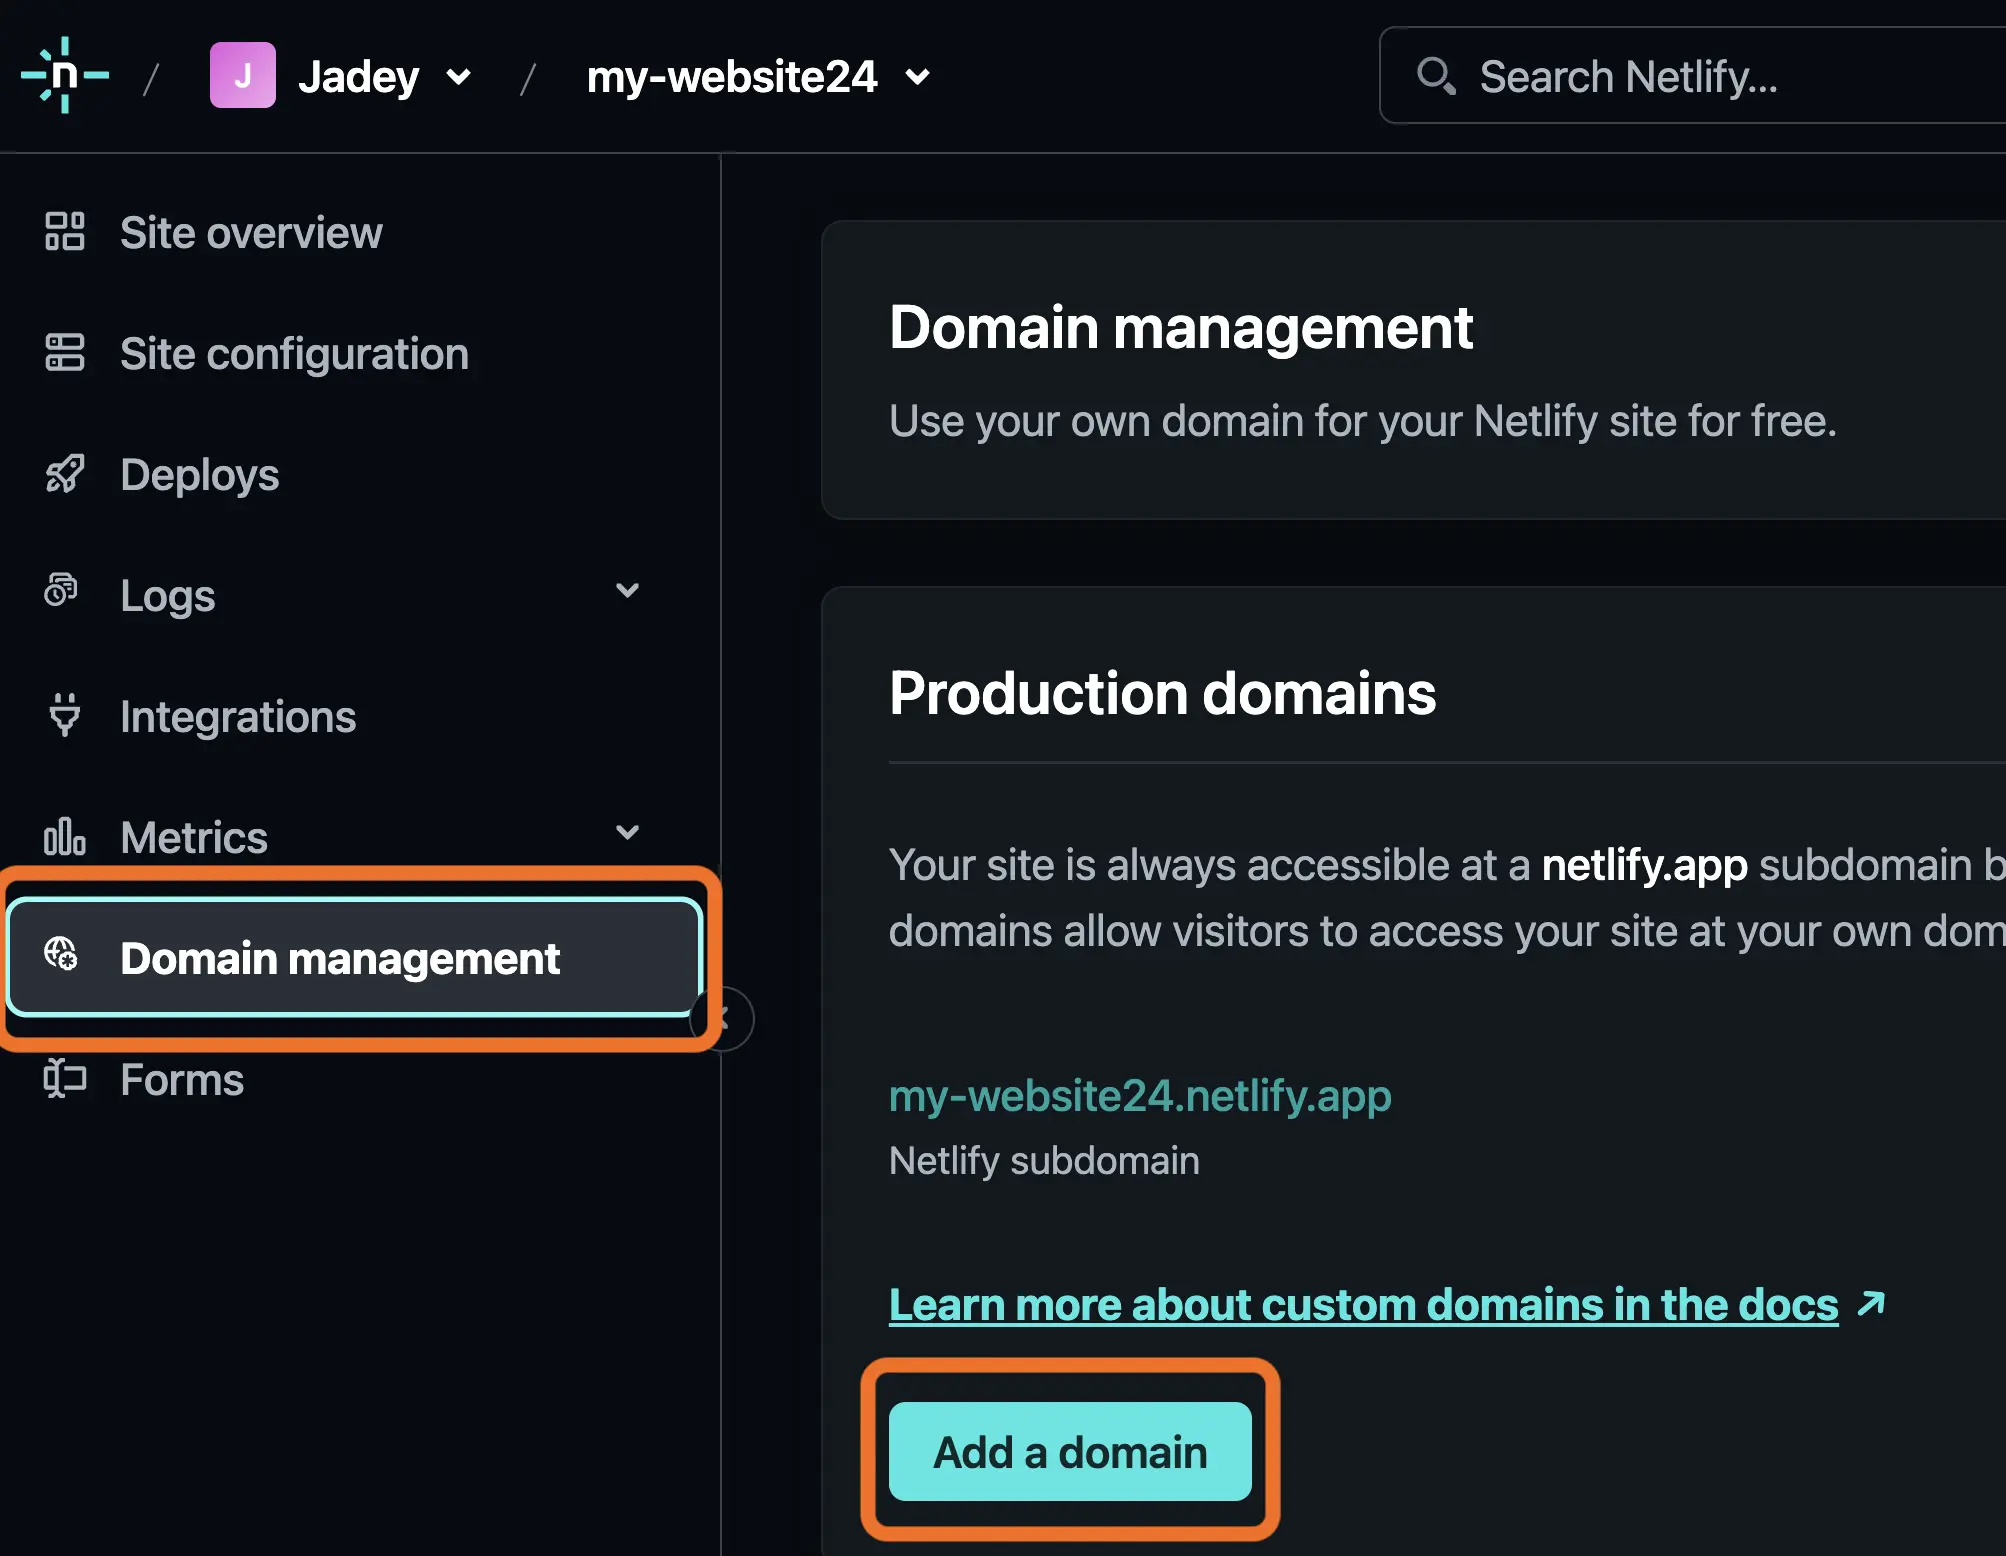 n / J Jadey / my-website24
Search Netlify...
Site overview
Site configuration
Deploys
Logs
Integrations
Metrics
Domain management
Forms
Domain management
Use your own domain for your Netlify site for free.
Production domains
Your site is always accessible at a netlify.app subdomain b
domains allow visitors to access your site at your own dom
my-website24.netlify.app
Netlify subdomain
Learn more about custom domains in the docs
Add a domain